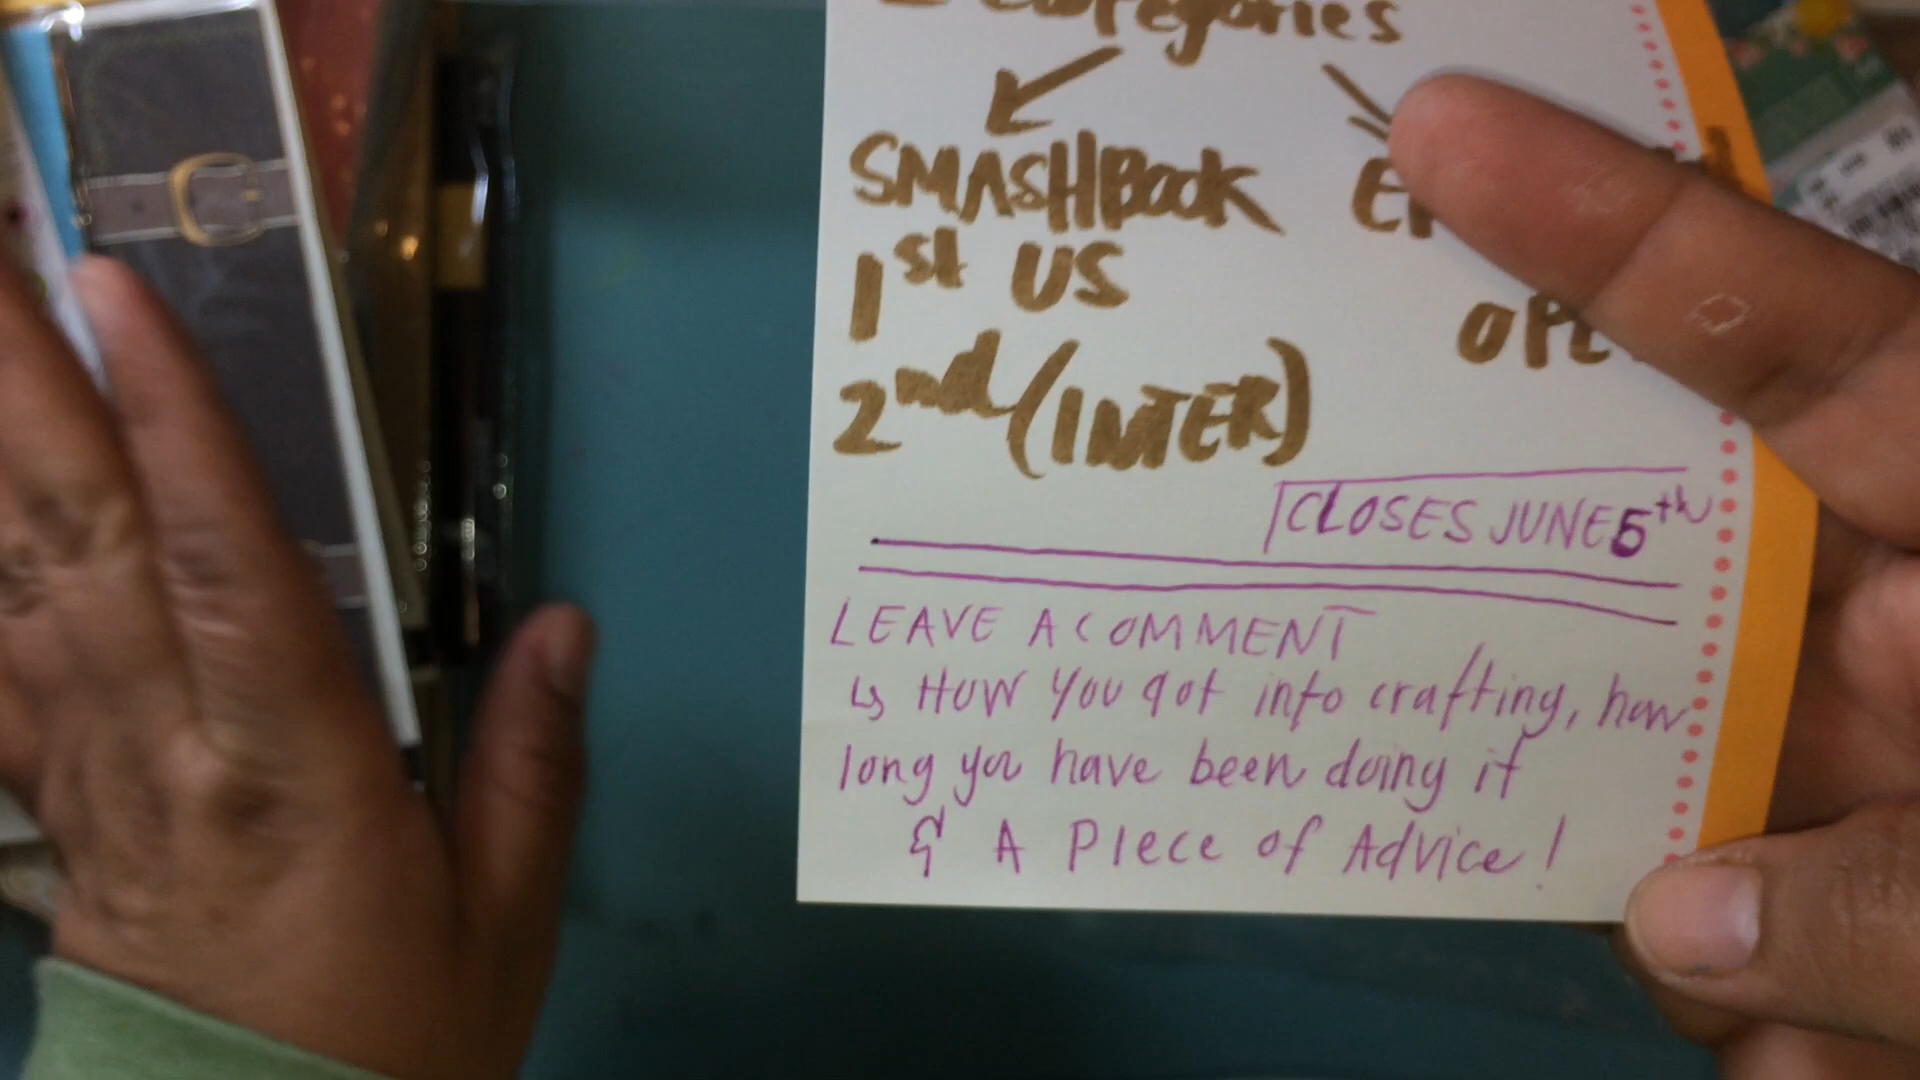 Categories
SMASHBOOK
1st US
2nd (INTER)
CLOSES JUNE 5th
LEAVE A COMMENT
↳ HOW YOU got into crafting, how
long you have been doing it
& A PIece of Advice!